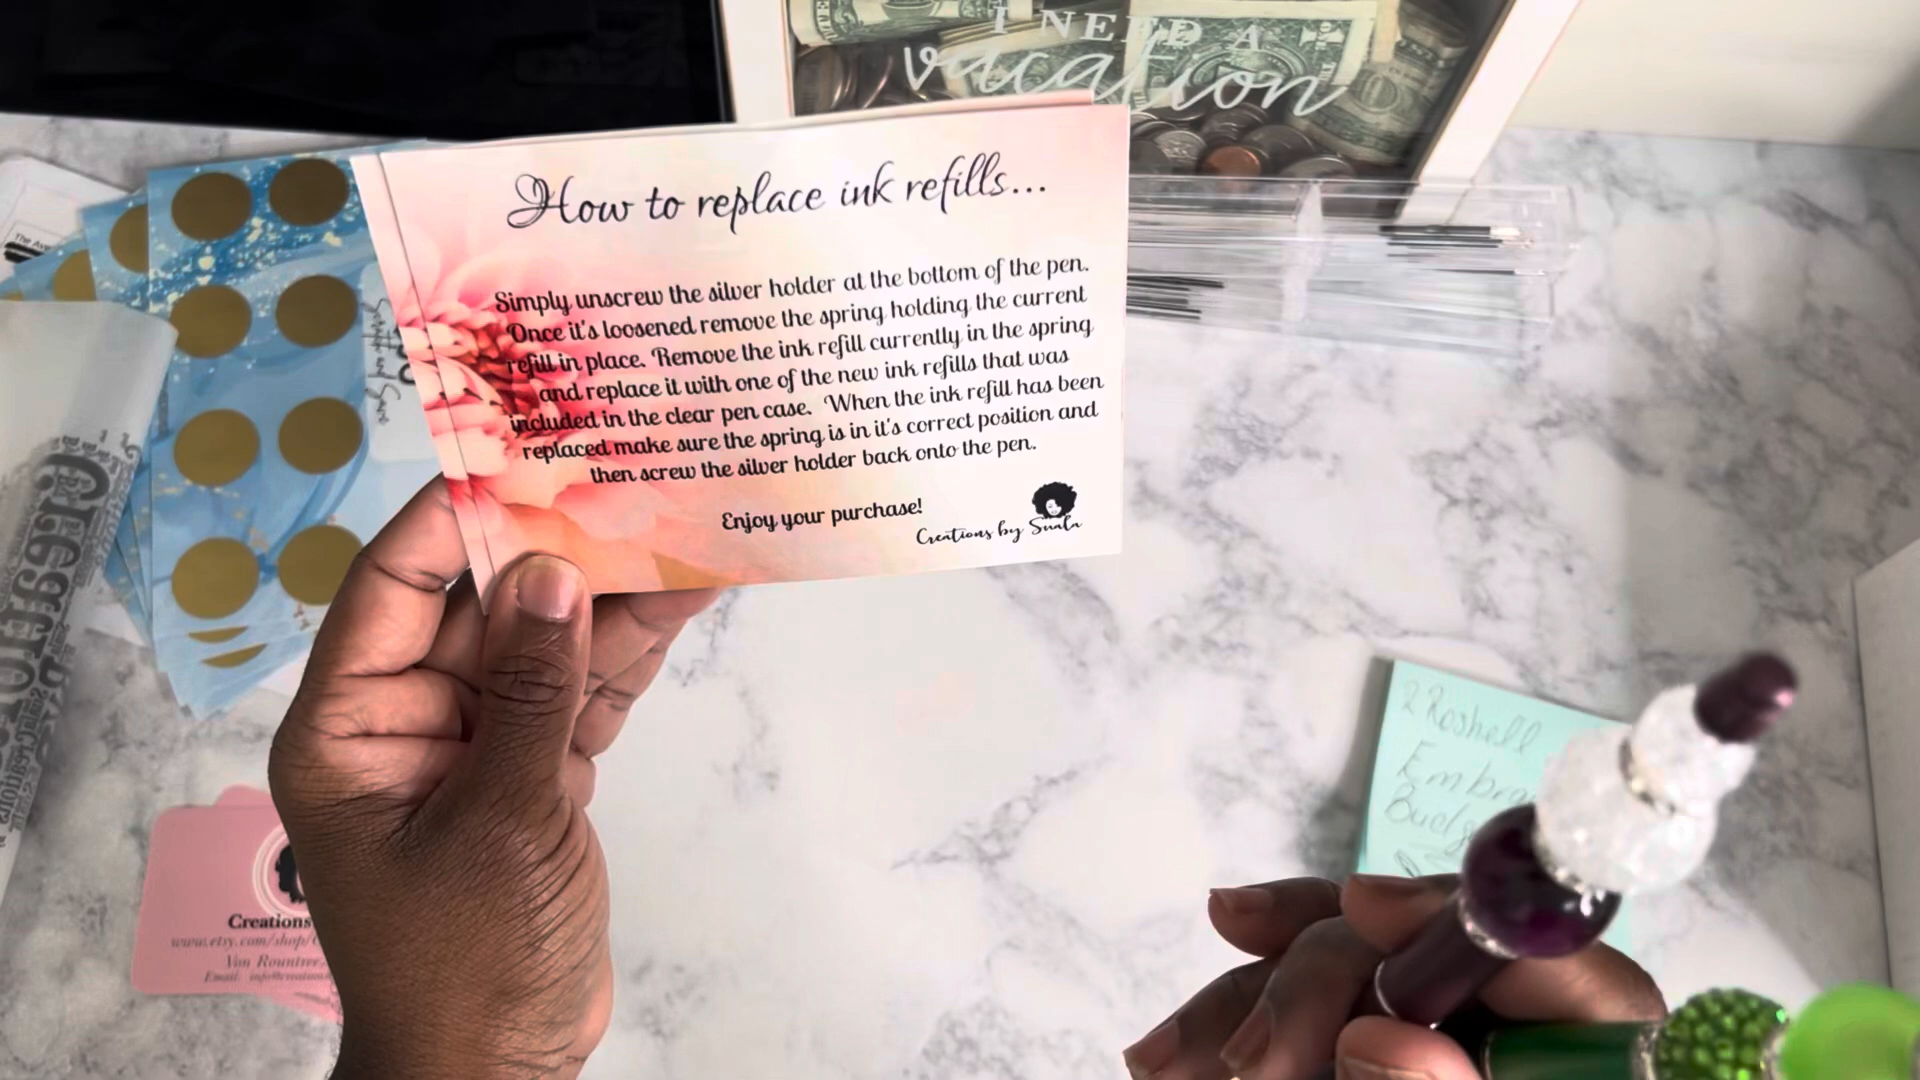 I NEED A
vacation
How to replace ink refills...
Simply unscrew the silver holder at the bottom of the pen.
Once it's loosened remove the spring holding the current
refill in place. Remove the ink refill currently in the spring
and replace it with one of the new ink refills that was
included in the clear pen case. When the ink refill has been
replaced make sure the spring is in it's correct position and
then screw the silver holder back onto the pen.
Enjoy your purchase!
Creations by Suala
The Ave
2 Roshell
Creations
www.etsy.com/shop/
Von Rountree
Email: